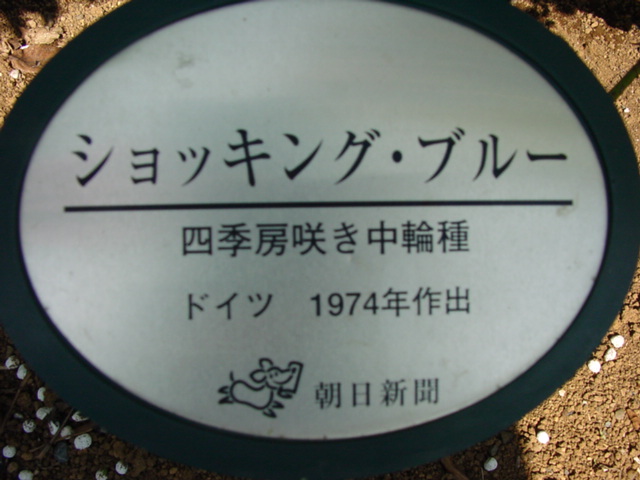 ショッキング・ブルー
四季房咲き中輪種
ドイツ 1974年作出
朝日新聞